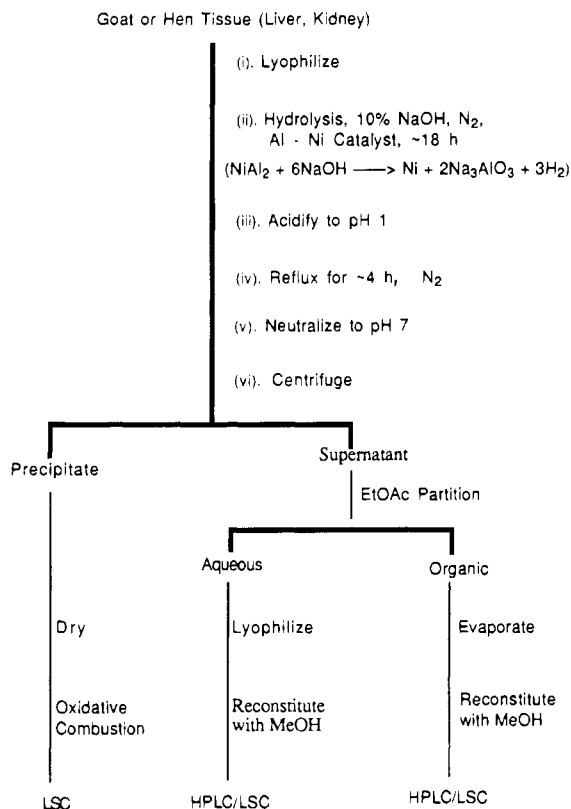 Goat or Hen Tissue (Liver, Kidney)
(i). Lyophilize
(ii). Hydrolysis, 10% NaOH, N2,
Al - Ni Catalyst, ~18 h
(NiAl2 + 6NaOH ——> Ni + 2Na3AlO3 + 3H2)
(iii). Acidify to pH 1
(iv). Reflux for ~4 h, N2
(v). Neutralize to pH 7
(vi). Centrifuge
Precipitate
Supernatant
EtOAc Partition
Aqueous
Organic
Dry
Lyophilize
Evaporate
Oxidative
Combustion
Reconstitute
with MeOH
Reconstitute
with MeOH
LSC
HPLC/LSC
HPLC/LSC